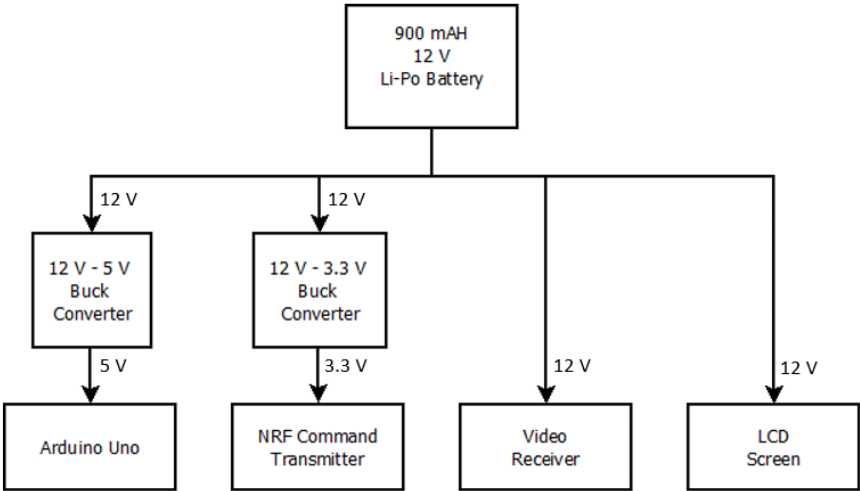 900 mAH
12 V
Li-Po Battery
12 V
12 V
12 V - 5 V
Buck
Converter
12 V - 3.3 V
Buck
Converter
5 V
3.3 V
12 V
12 V
Arduino Uno
NRF Command
Transmitter
Video
Receiver
LCD
Screen